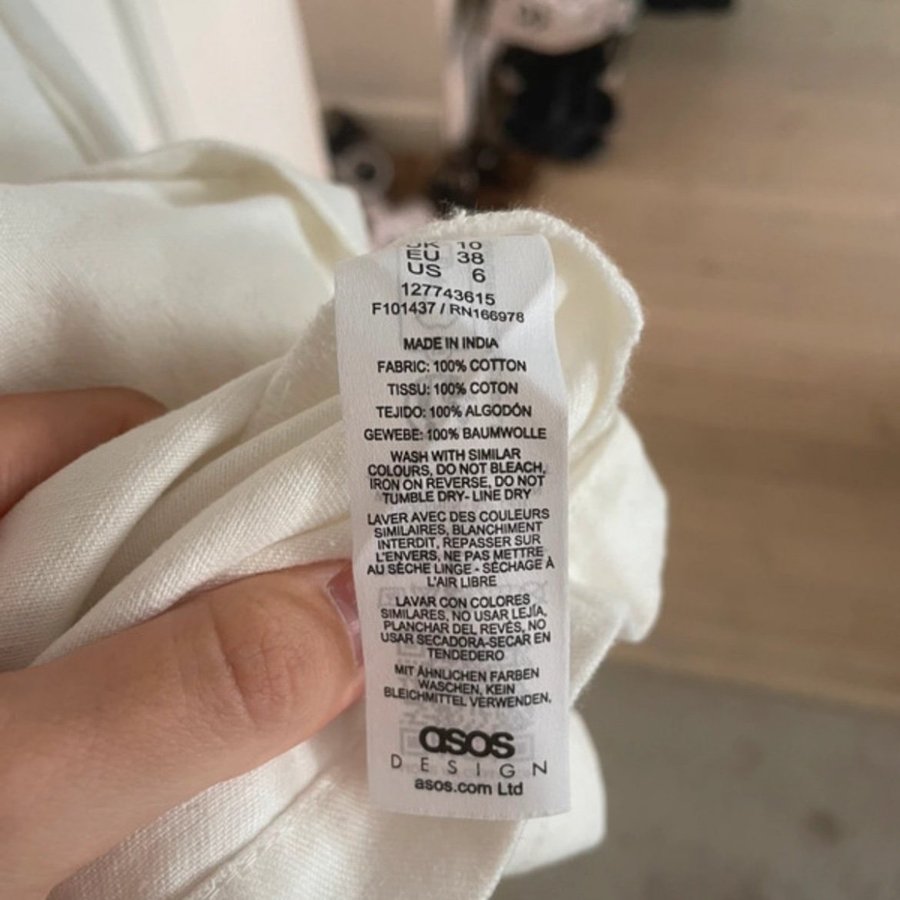 UK 10
EU 38
US 6
127743615
F101437 / RN166978
MADE IN INDIA
FABRIC: 100% COTTON
TISSU: 100% COTON
TEJIDO: 100% ALGODÓN
GEWEBE: 100% BAUMWOLLE
WASH WITH SIMILAR
COLOURS, DO NOT BLEACH,
IRON ON REVERSE, DO NOT
TUMBLE DRY- LINE DRY
LAVER AVEC DES COULEURS
SIMILAIRES, BLANCHIMENT
INTERDIT, REPASSER SUR
L'ENVERS, NE PAS METTRE
AU SÈCHE LINGE - SÉCHAGE À
L'AIR LIBRE
LAVAR CON COLORES
SIMILARES, NO USAR LEJÍA,
PLANCHAR DEL REVÉS, NO
USAR SECADORA-SECAR EN
TENDEDERO
MIT ÄHNLICHEN FARBEN
WASCHEN, KEIN
BLEICHMITTEL VERWENDEN,
asos
DESIGN
asos.com Ltd